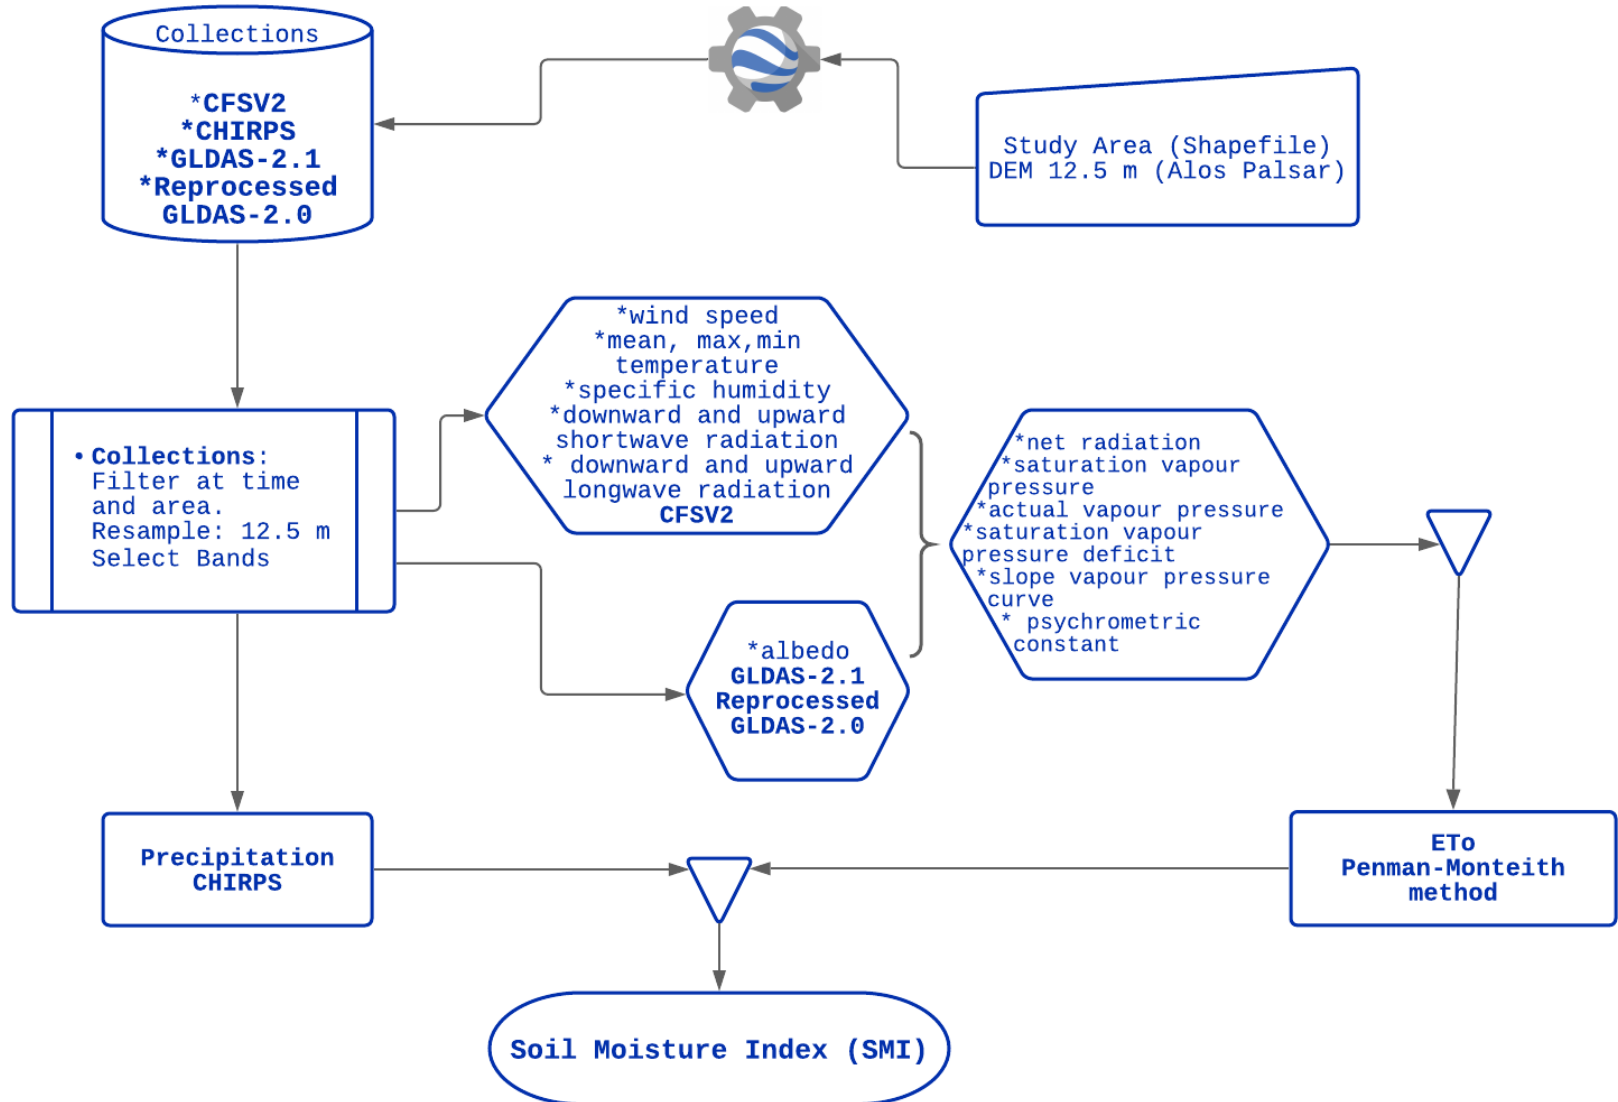 Collections
*CFSV2
*CHIRPS
*GLDAS-2.1
*Reprocessed
GLDAS-2.0
Study Area (Shapefile)
DEM 12.5 m (Alos Palsar)
*wind speed
*mean, max,min
temperature
*specific humidity
*downward and upward
shortwave radiation
* downward and upward
longwave radiation
CFSV2
• Collections:
Filter at time
and area.
Resample: 12.5 m
Select Bands
*net radiation
*saturation vapour
pressure
*actual vapour pressure
*saturation vapour
pressure deficit
*slope vapour pressure
curve
* psychrometric
constant
*albedo
GLDAS-2.1
Reprocessed
GLDAS-2.0
Precipitation
CHIRPS
ETo
Penman-Monteith
method
Soil Moisture Index (SMI)